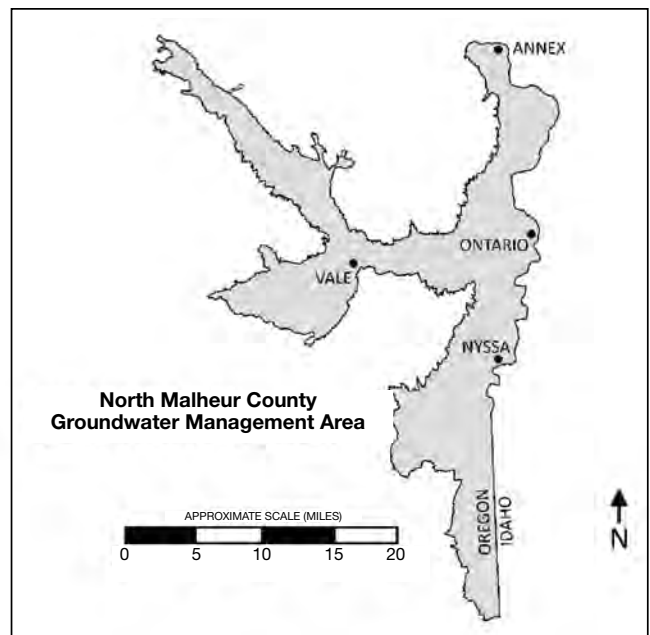 ANNEX
ONTARIO
VALE
NYSSA
North Malheur County
Groundwater Management Area
APPROXIMATE SCALE (MILES)
0 5 10 15 20
OREGON
IDAHO
N